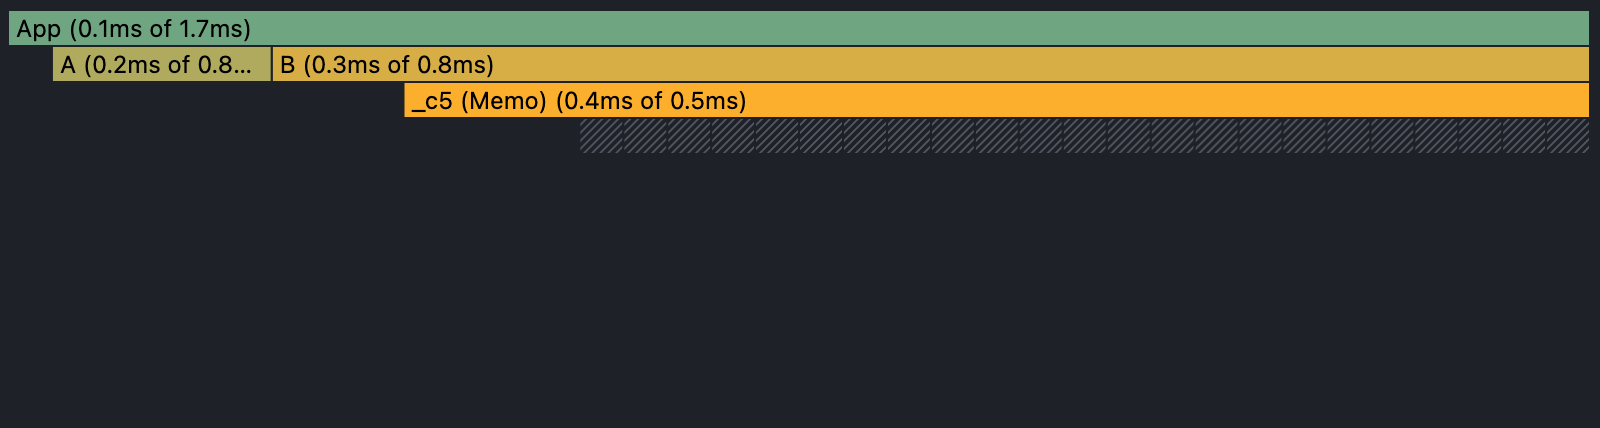 App (0.1ms of 1.7ms)
A (0.2ms of 0.8...
B (0.3ms of 0.8ms)
_c5 (Memo) (0.4ms of 0.5ms)